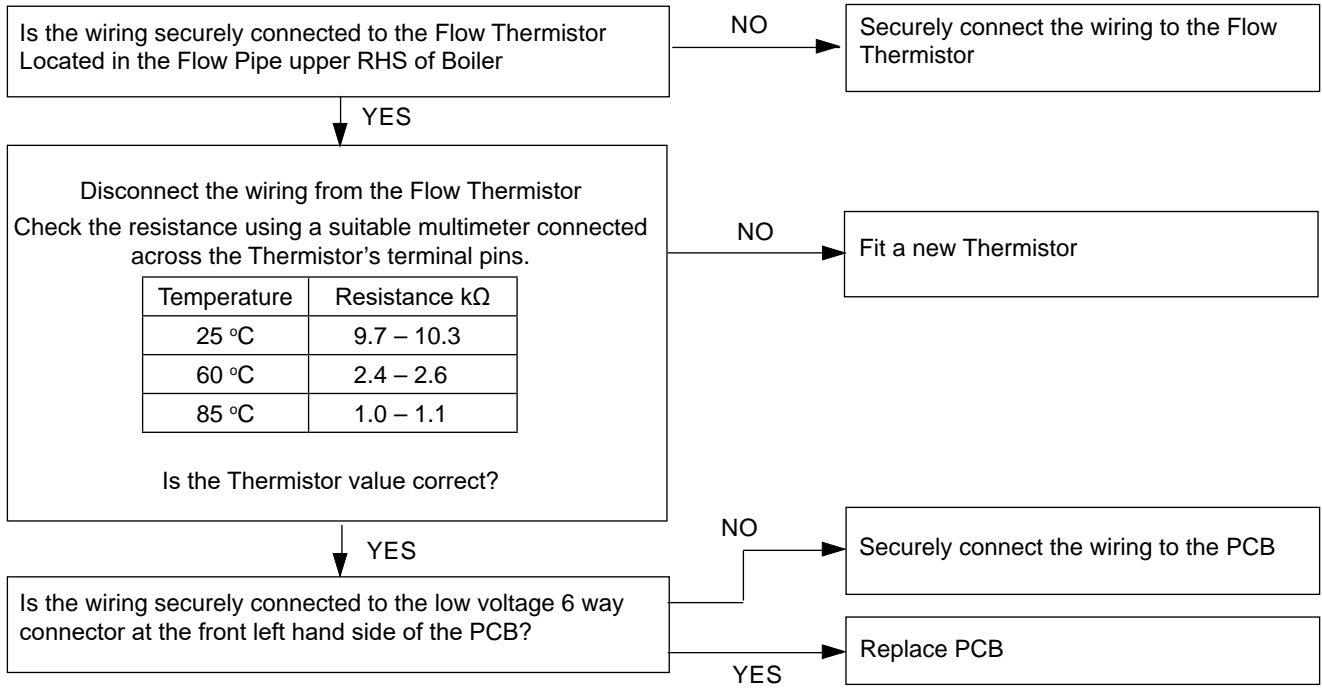 Is the wiring securely connected to the Flow Thermistor
Located in the Flow Pipe upper RHS of Boiler
NO
Securely connect the wiring to the Flow
Thermistor
YES
Disconnect the wiring from the Flow Thermistor
Check the resistance using a suitable multimeter connected
across the Thermistor’s terminal pins.
Temperature Resistance kΩ
25 °C 9.7 – 10.3
60 °C 2.4 – 2.6
85 °C 1.0 – 1.1
Is the Thermistor value correct?
NO
Fit a new Thermistor
YES
Is the wiring securely connected to the low voltage 6 way
connector at the front left hand side of the PCB?
NO
Securely connect the wiring to the PCB
YES
Replace PCB